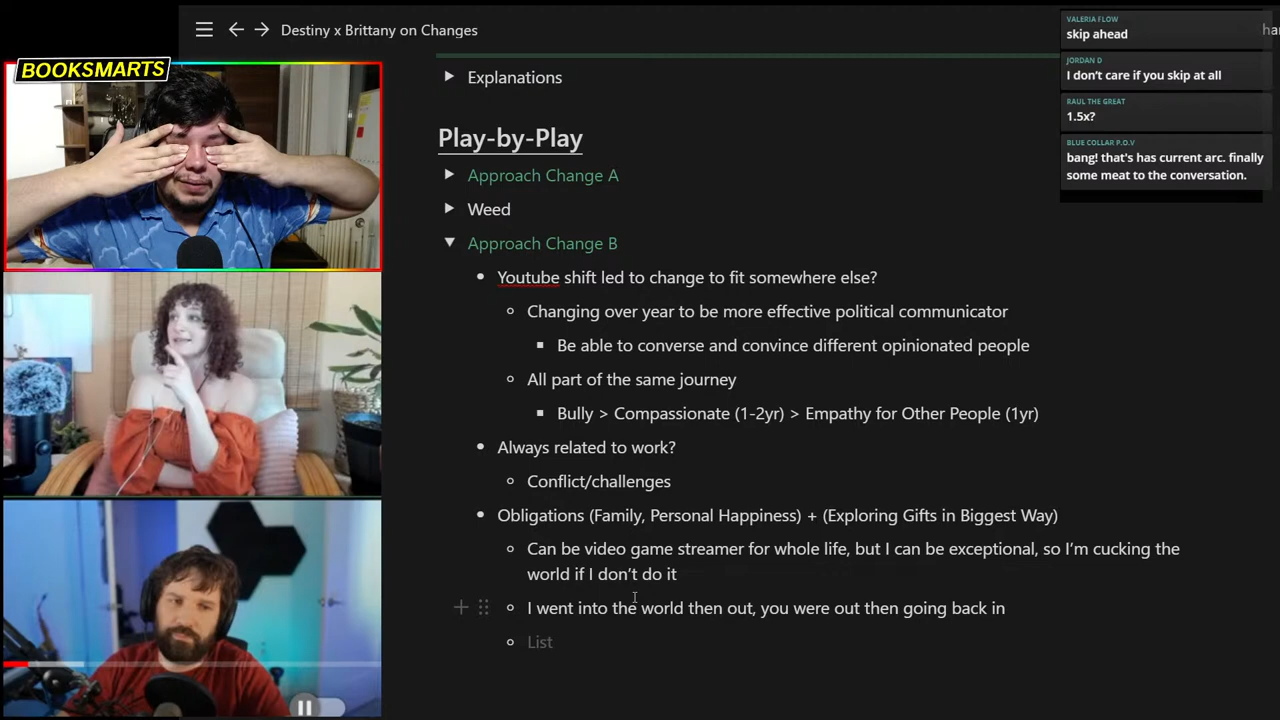 Destiny x Brittany on Changes
BOOKSMARTS
Explanations
Play-by-Play
Approach Change A
Weed
Approach Change B
Youtube shift led to change to fit somewhere else?
Changing over year to be more effective political communicator
Be able to converse and convince different opinionated people
All part of the same journey
Bully > Compassionate (1-2yr) > Empathy for Other People (1yr)
Always related to work?
Conflict/challenges
Obligations (Family, Personal Happiness) + (Exploring Gifts in Biggest Way)
Can be video game streamer for whole life, but I can be exceptional, so I'm cucking the
world if I don't do it
I went into the world then out, you were out then going back in
List
VALERIA FLOW
skip ahead
JORDAN D
I don't care if you skip at all
RAUL THE GREAT
1.5x?
BLUE COLLAR P.O.V
bang! that's has current arc. finally
some meat to the conversation.